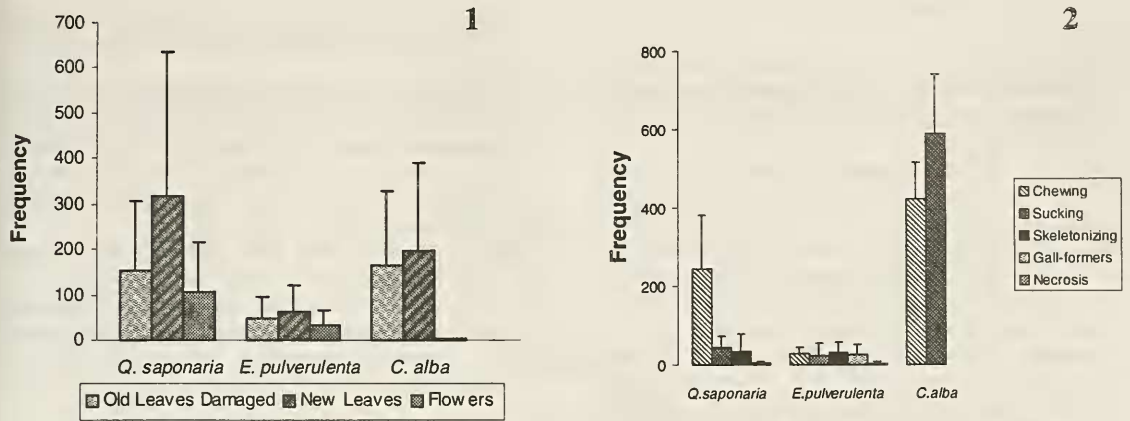 1
700
600
500
400
300
200
100
0
Frequency
Q. saponaria E. pulverulenta C. alba
Old Leaves Damaged New Leaves Flowers
2
800
600
400
200
0
Frequency
Q.saponaria E.pulverulenta C.alba
Chewing
Sucking
Skeletonizing
Gall-formers
Necrosis